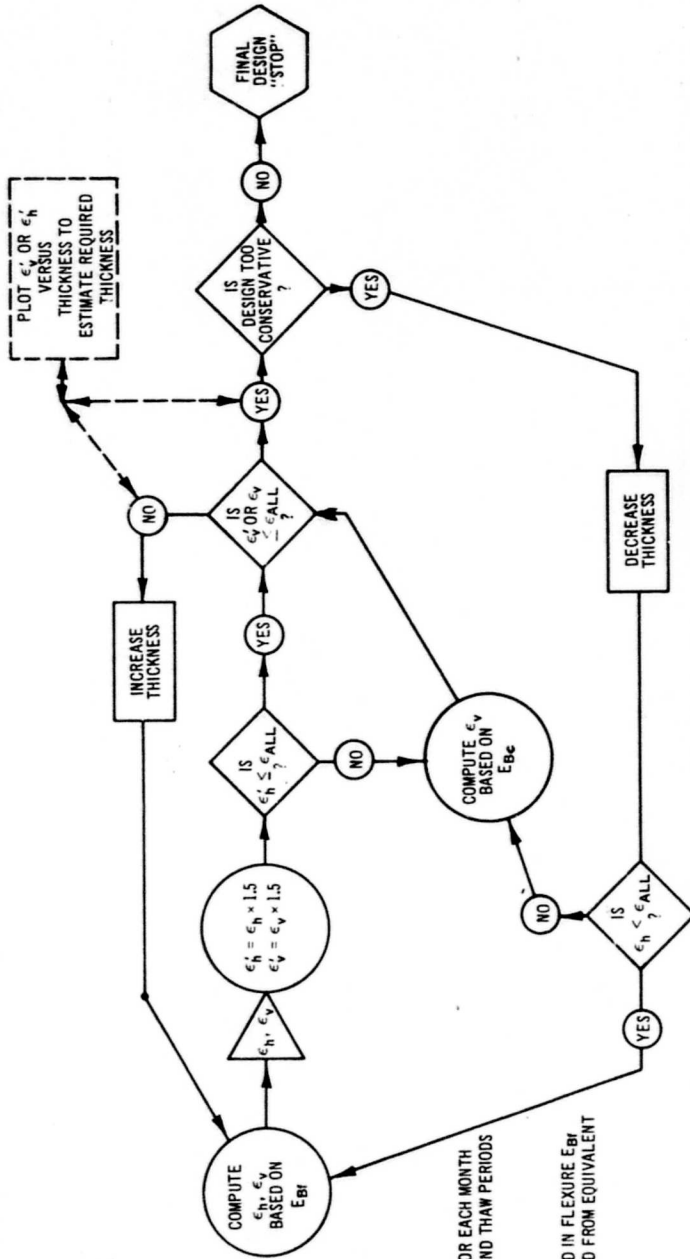 COMPUTE
ϵh, ϵv
BASED ON
EBf
ϵh, ϵv
ϵ′h = ϵh × 1.5
ϵ′v = ϵv × 1.5
IS
ϵ′h ≤ ϵALL
?
YES
NO
COMPUTE ϵv
BASED ON
EBc
IS
ϵ′v OR ϵv
≤ ϵALL
?
NO
INCREASE
THICKNESS
YES
PLOT ϵ′v OR ϵ′h
VERSUS
THICKNESS TO
ESTIMATE REQUIRED
THICKNESS
IS
DESIGN TOO
CONSERVATIVE
?
NO
FINAL
DESIGN
"STOP"
YES
DECREASE
THICKNESS
IS
ϵh < ϵALL
?
NO
YES
OR EACH MONTH
ND THAW PERIODS
D IN FLEXURE EBf
D FROM EQUIVALENT